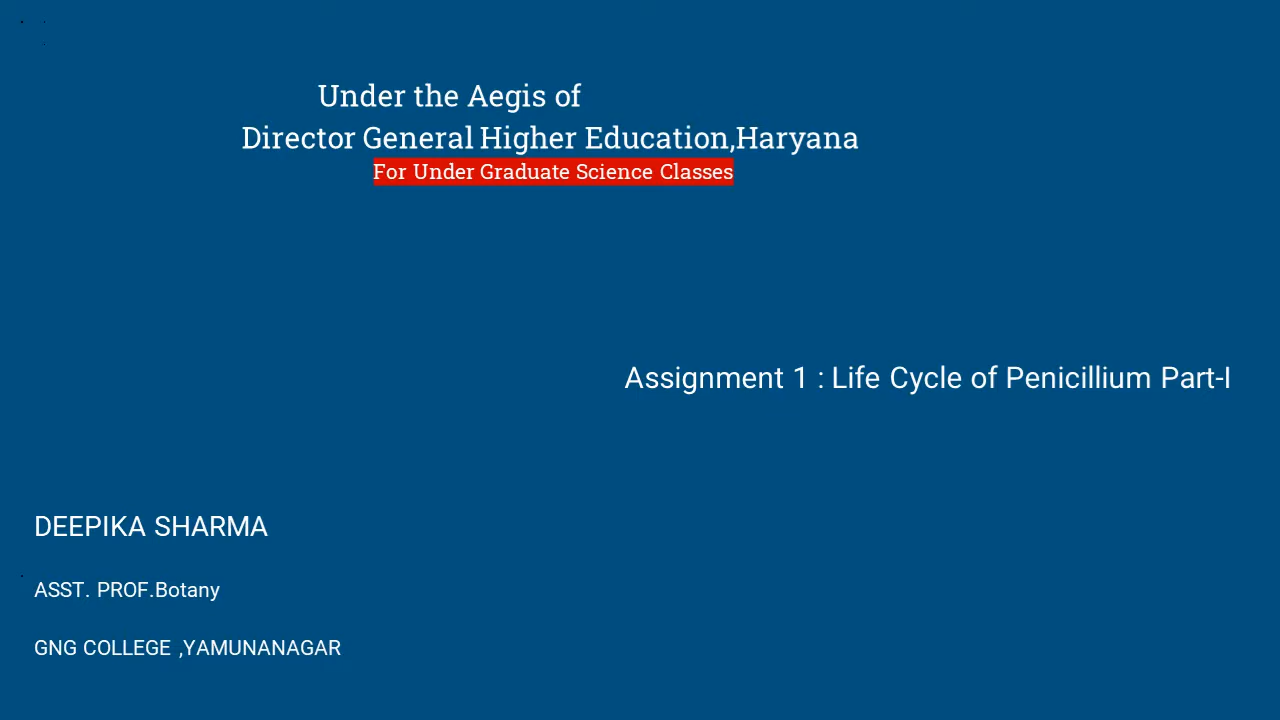 Under the Aegis of
Director General Higher Education,Haryana
For Under Graduate Science Classes
Assignment 1 : Life Cycle of Penicillium Part-I
DEEPIKA SHARMA
ASST. PROF.Botany
GNG COLLEGE ,YAMUNANAGAR